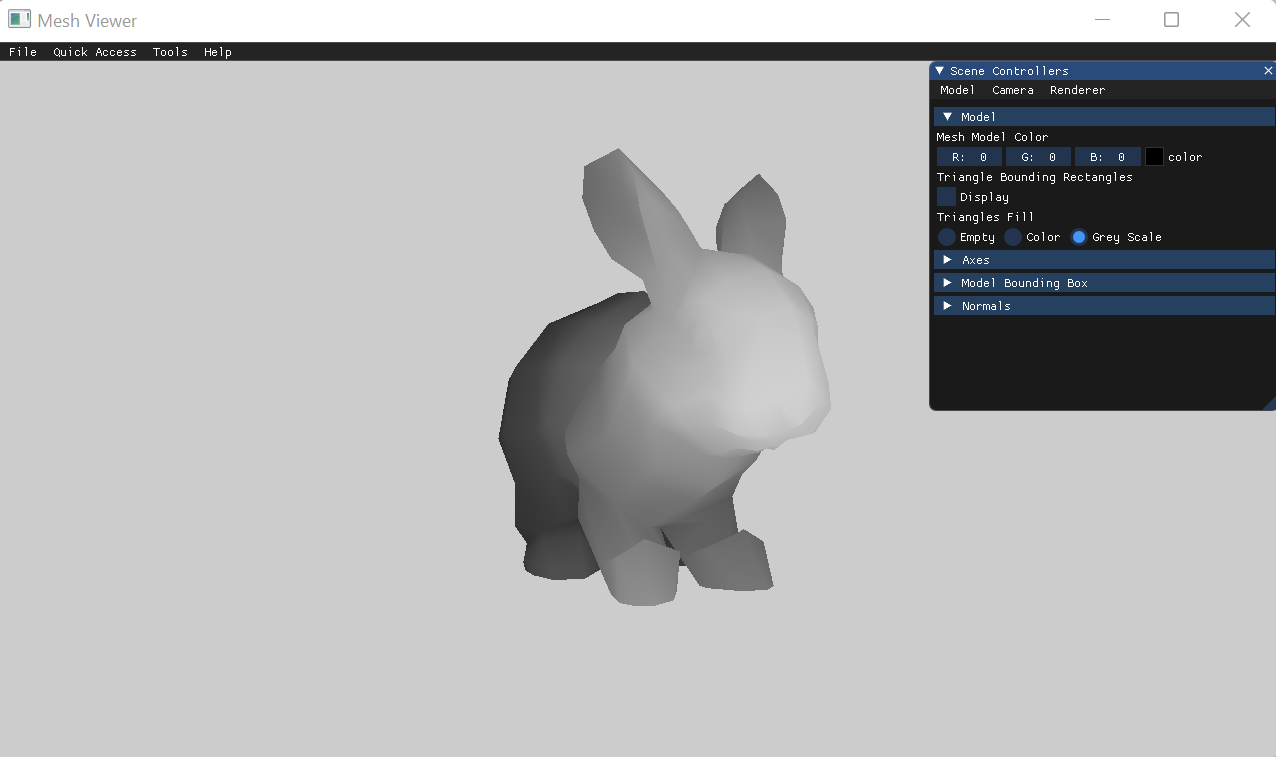 Mesh Viewer
File Quick Access Tools Help
Scene Controllers
Model Camera Renderer
Model
Mesh Model Color
R: 0 G: 0 B: 0 color
Triangle Bounding Rectangles
Display
Triangles Fill
Empty Color Grey Scale
Axes
Model Bounding Box
Normals